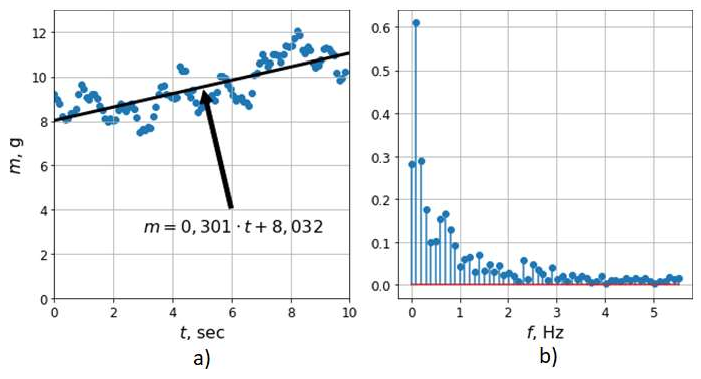 12
10
8
6
4
2
0
m, g
m = 0,301 · t + 8,032
0 2 4 6 8 10
t, sec
a)
0.6
0.5
0.4
0.3
0.2
0.1
0.0
0 1 2 3 4 5
f, Hz
b)